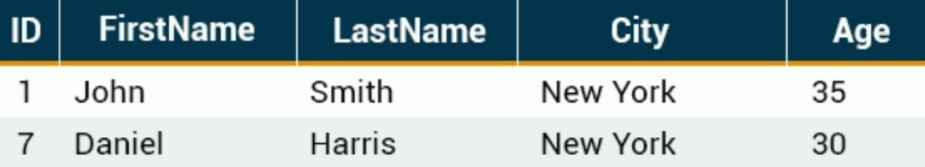 ID FirstName LastName City Age
1 John Smith New York 35
7 Daniel Harris New York 30